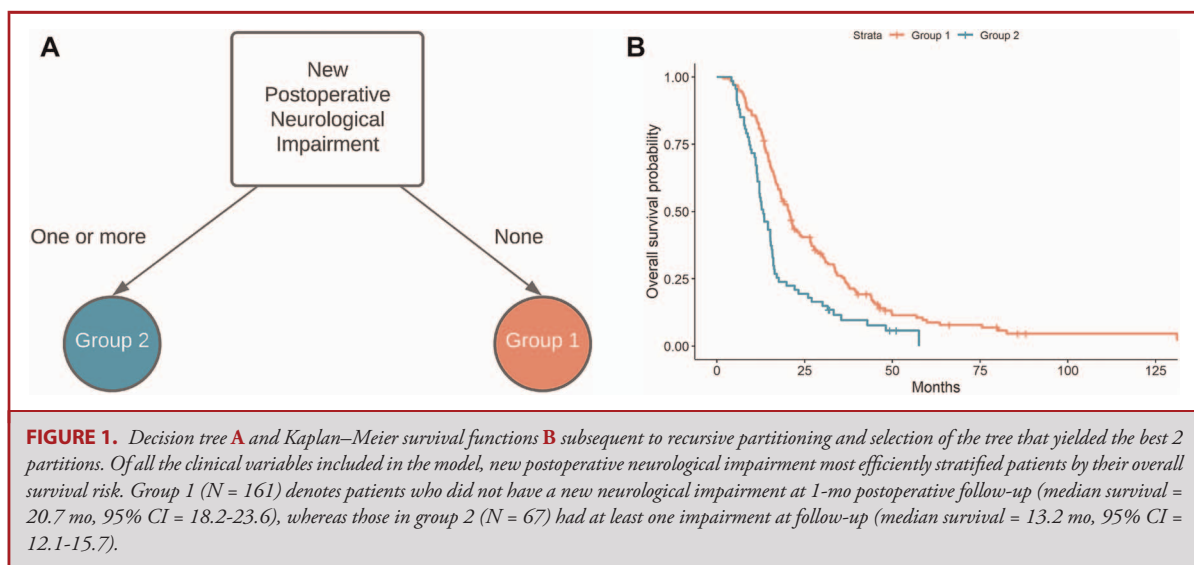 A
New
Postoperative
Neurological
Impairment
One or more
None
Group 2
Group 1
B
Strata Group 1 Group 2
Overall survival probability
1.00
0.75
0.50
0.25
0.00
0 25 50 75 100 125
Months
FIGURE 1. Decision tree A and Kaplan–Meier survival functions B subsequent to recursive partitioning and selection of the tree that yielded the best 2
partitions. Of all the clinical variables included in the model, new postoperative neurological impairment most efficiently stratified patients by their overall
survival risk. Group 1 (N = 161) denotes patients who did not have a new neurological impairment at 1-mo postoperative follow-up (median survival =
20.7 mo, 95% CI = 18.2-23.6), whereas those in group 2 (N = 67) had at least one impairment at follow-up (median survival = 13.2 mo, 95% CI =
12.1-15.7).